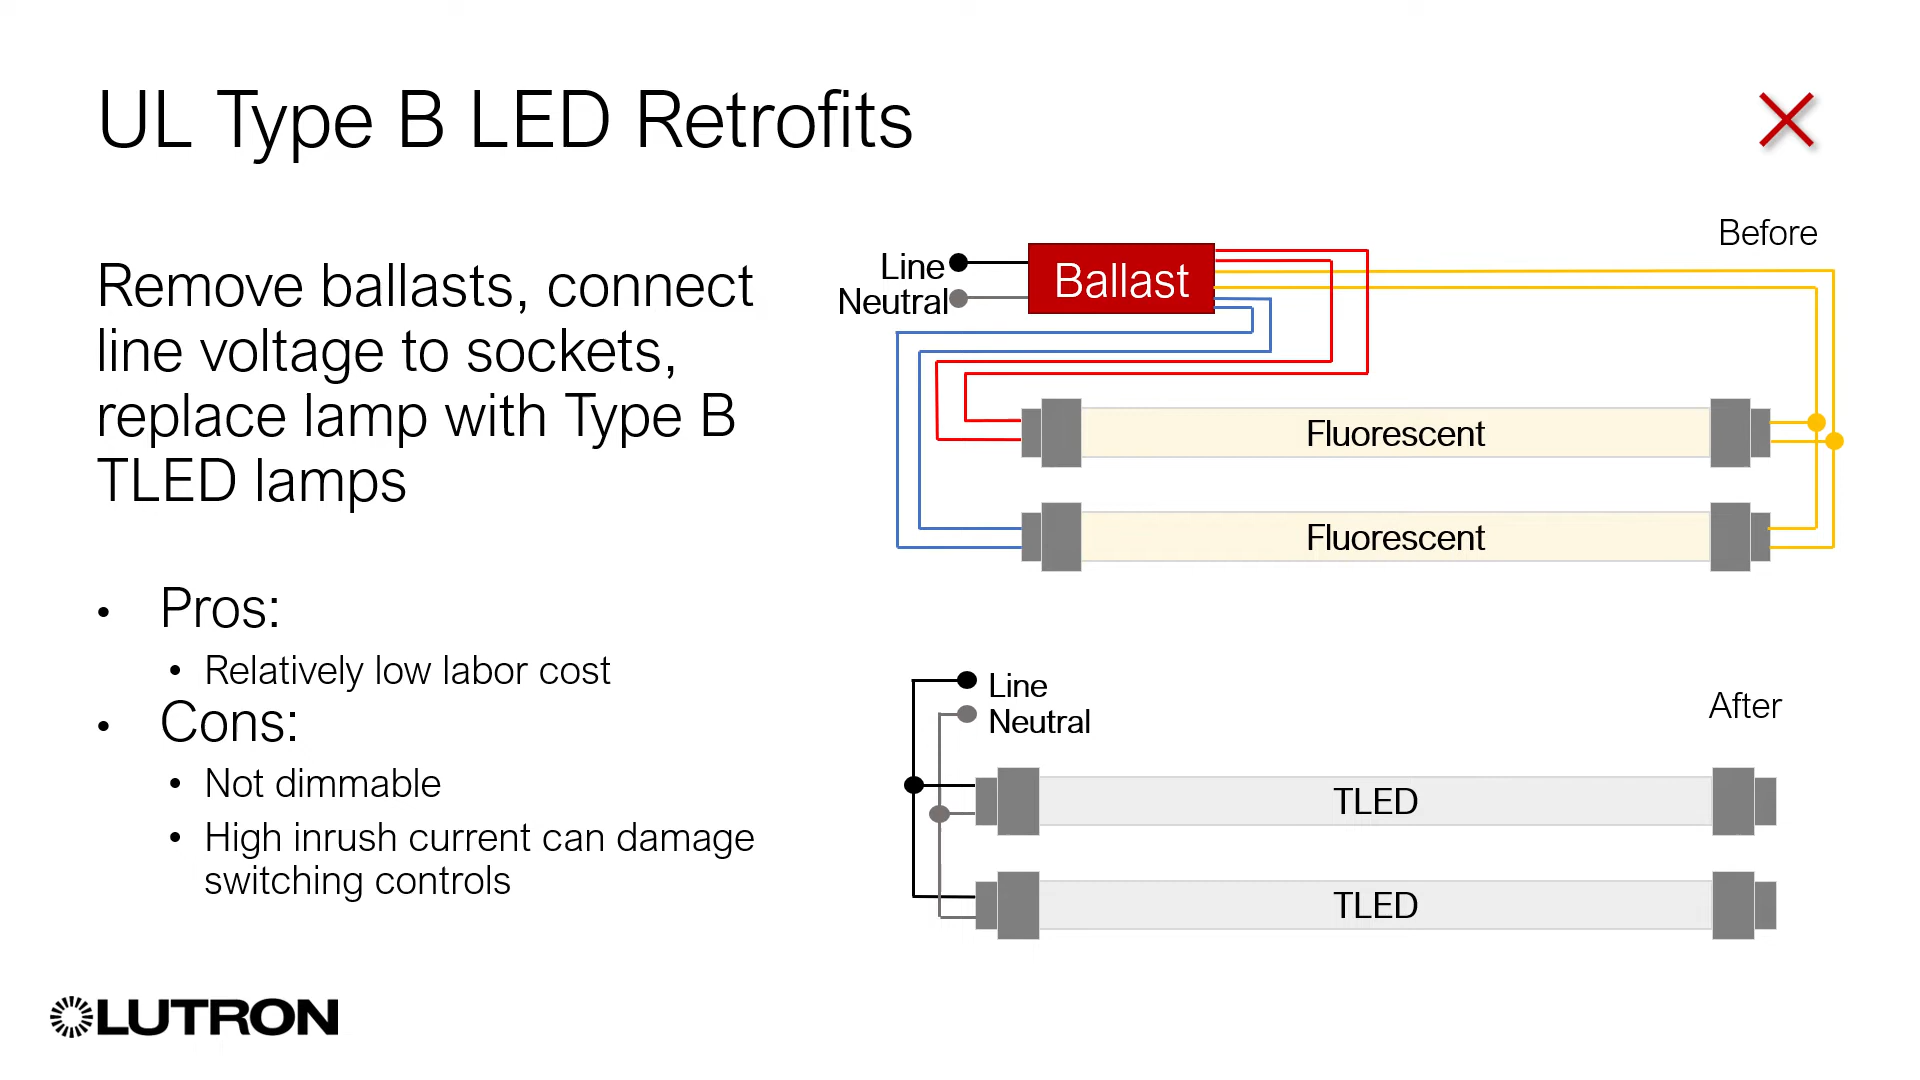 UL Type B LED Retrofits
Remove ballasts, connect
line voltage to sockets,
replace lamp with Type B
TLED lamps
• Pros:
• Relatively low labor cost
• Cons:
• Not dimmable
• High inrush current can damage
switching controls
Before
Line
Neutral
Ballast
Fluorescent
Fluorescent
After
Line
Neutral
TLED
TLED
LUTRON